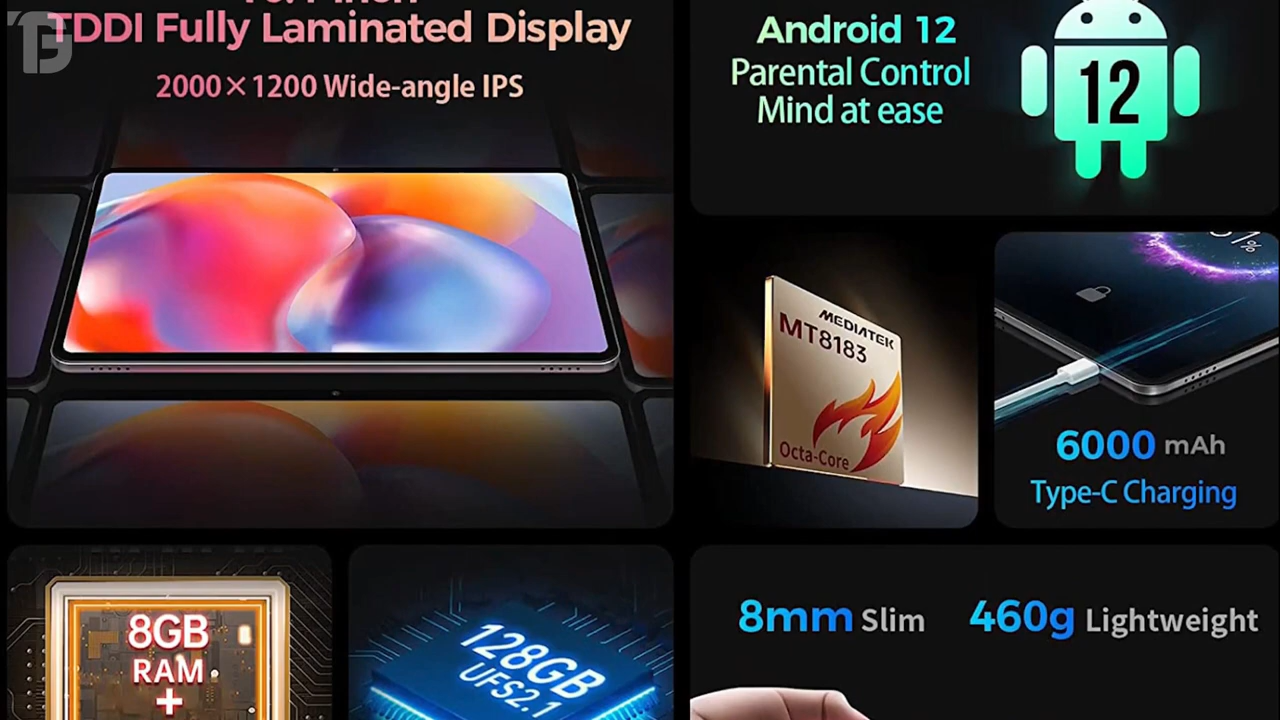 TDDI Fully Laminated Display
2000×1200 Wide-angle IPS
Android 12
Parental Control
Mind at ease
12
MEDIATEK
MT8183
Octa-Core
6000 mAh
Type-C Charging
8GB
RAM
+
128GB
UFS2.1
8mm Slim
460g Lightweight